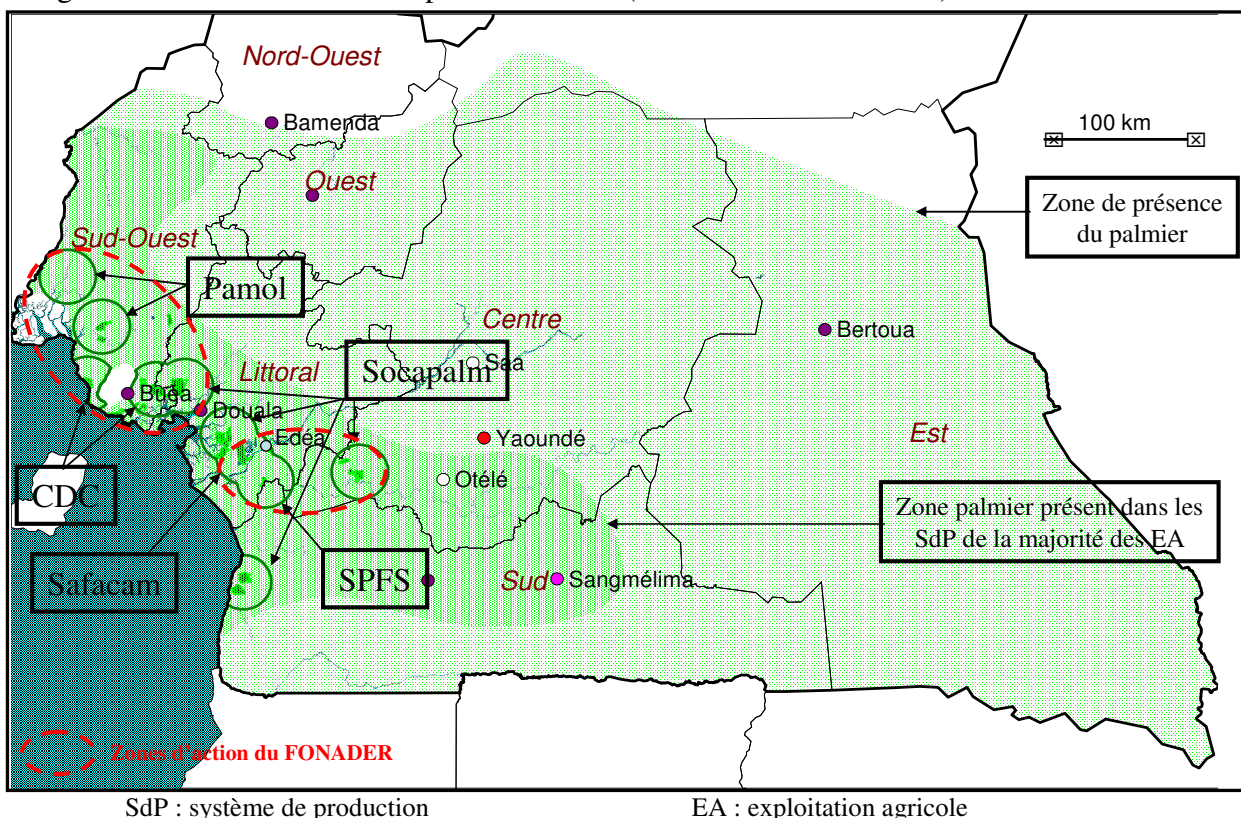 Nord-Ouest
Bamenda
100 km
Ouest
Zone de présence
du palmier
Sud-Ouest
Pamol
Centre
Bertoua
Littoral
Socapalm
Saa
Buéa
Douala
Edéa
Yaoundé
Est
CDC
Otélé
Zone palmier présent dans les
SdP de la majorité des EA
Safacam
SPFS
Sud
Sangmélima
Zones d'action du FONADER
SdP : système de production
EA : exploitation agricole